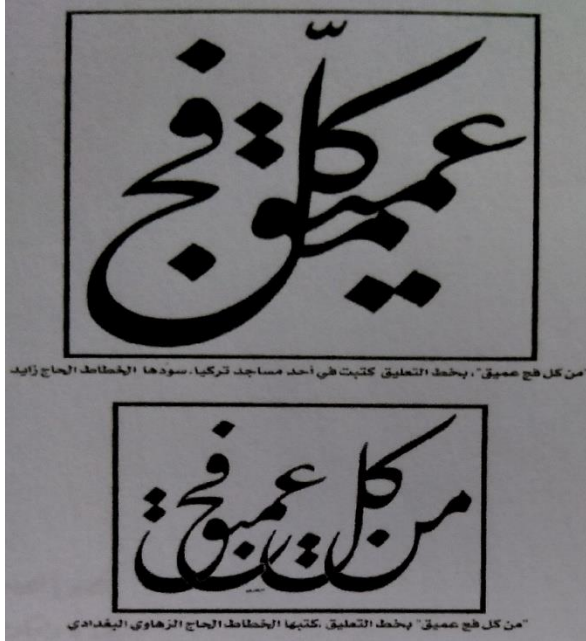 كلّ فج عميق
"من كل فج عميق"، بخط التعليق كتبت في أحد مساجد تركيا، سودها الخطاط الحاج زايد
من كل فج عميق
"من كل فج عميق" بخط التعليق .كتبها الخطاط الحاج الزهاوي البغدادي